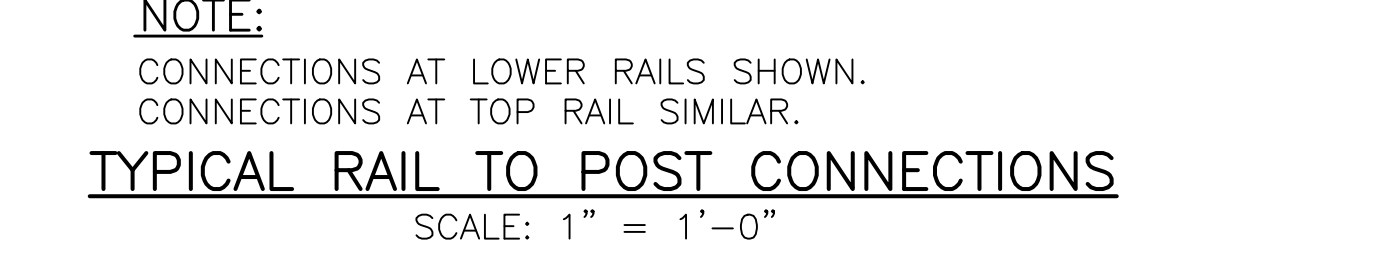 NOTE:
CONNECTIONS AT LOWER RAILS SHOWN.
CONNECTIONS AT TOP RAIL SIMILAR.
TYPICAL RAIL TO POST CONNECTIONS
SCALE: 1" = 1'-0"